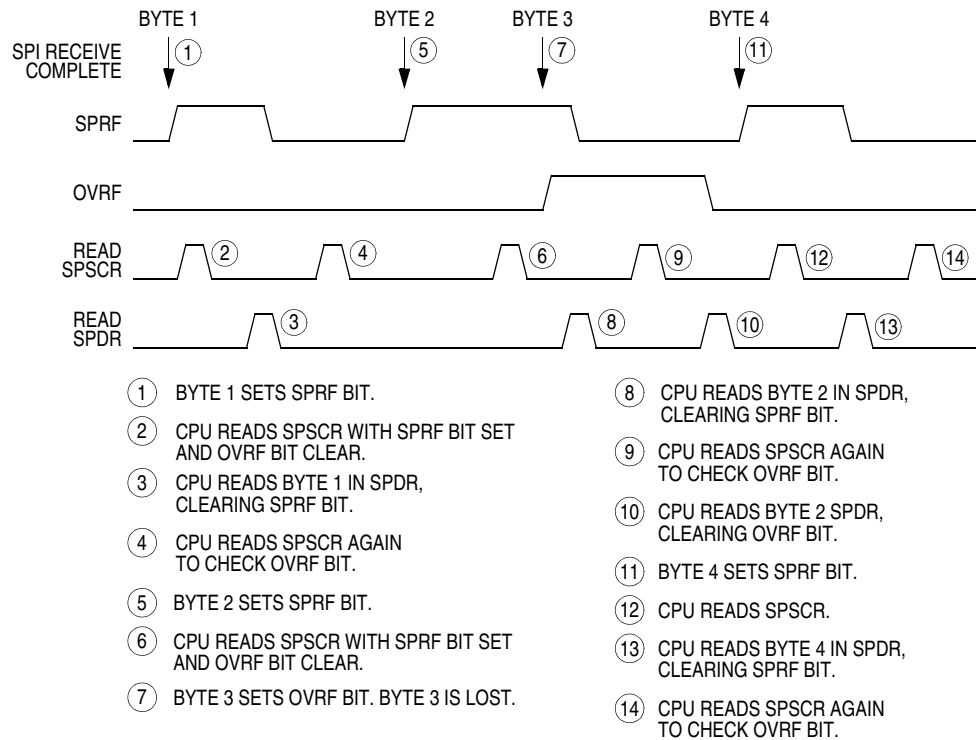 BYTE 1
BYTE 2
BYTE 3
BYTE 4
SPI RECEIVE
COMPLETE
1
5
7
11
SPRF
OVRF
READ
SPSCR
2
4
6
9
12
14
READ
SPDR
3
8
10
13
1 BYTE 1 SETS SPRF BIT.
2 CPU READS SPSCR WITH SPRF BIT SET
AND OVRF BIT CLEAR.
3 CPU READS BYTE 1 IN SPDR,
CLEARING SPRF BIT.
4 CPU READS SPSCR AGAIN
TO CHECK OVRF BIT.
5 BYTE 2 SETS SPRF BIT.
6 CPU READS SPSCR WITH SPRF BIT SET
AND OVRF BIT CLEAR.
7 BYTE 3 SETS OVRF BIT. BYTE 3 IS LOST.
8 CPU READS BYTE 2 IN SPDR,
CLEARING SPRF BIT.
9 CPU READS SPSCR AGAIN
TO CHECK OVRF BIT.
10 CPU READS BYTE 2 SPDR,
CLEARING OVRF BIT.
11 BYTE 4 SETS SPRF BIT.
12 CPU READS SPSCR.
13 CPU READS BYTE 4 IN SPDR,
CLEARING SPRF BIT.
14 CPU READS SPSCR AGAIN
TO CHECK OVRF BIT.